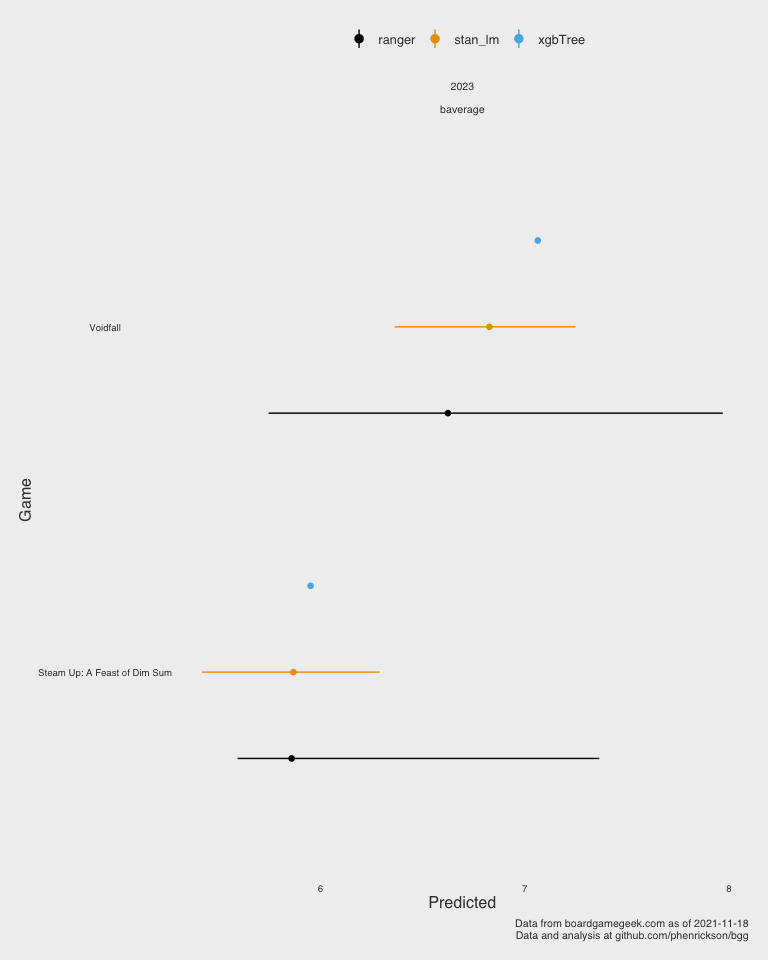 ranger stan_lm xgbTree
2023
baverage
Voidfall
Game
Steam Up: A Feast of Dim Sum
6 7 8
Predicted
Data from boardgamegeek.com as of 2021-11-18
Data and analysis at github.com/phenrickson/bgg